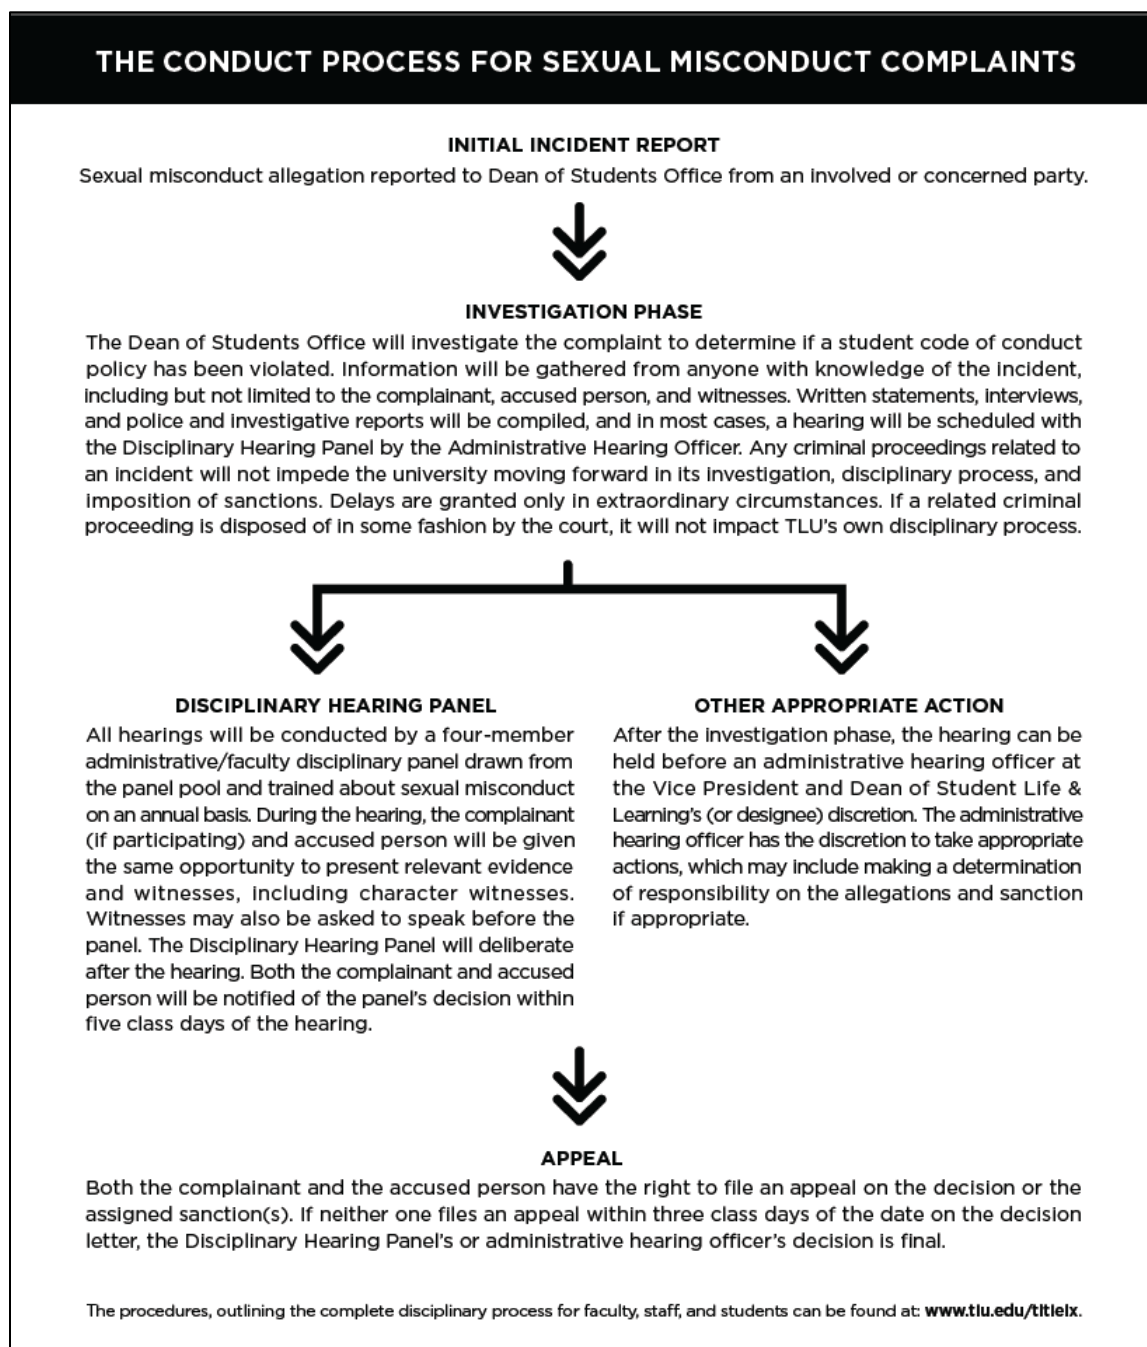 THE CONDUCT PROCESS FOR SEXUAL MISCONDUCT COMPLAINTS
INITIAL INCIDENT REPORT
Sexual misconduct allegation reported to Dean of Students Office from an involved or concerned party.
INVESTIGATION PHASE
The Dean of Students Office will investigate the complaint to determine if a student code of conduct
policy has been violated. Information will be gathered from anyone with knowledge of the incident,
including but not limited to the complainant, accused person, and witnesses. Written statements, interviews,
and police and investigative reports will be compiled, and in most cases, a hearing will be scheduled with
the Disciplinary Hearing Panel by the Administrative Hearing Officer. Any criminal proceedings related to
an incident will not impede the university moving forward in its investigation, disciplinary process, and
imposition of sanctions. Delays are granted only in extraordinary circumstances. If a related criminal
proceeding is disposed of in some fashion by the court, it will not impact TLU's own disciplinary process.
DISCIPLINARY HEARING PANEL
All hearings will be conducted by a four-member
administrative/faculty disciplinary panel drawn from
the panel pool and trained about sexual misconduct
on an annual basis. During the hearing, the complainant
(if participating) and accused person will be given
the same opportunity to present relevant evidence
and witnesses, including character witnesses.
Witnesses may also be asked to speak before the
panel. The Disciplinary Hearing Panel will deliberate
after the hearing. Both the complainant and accused
person will be notified of the panel's decision within
five class days of the hearing.
OTHER APPROPRIATE ACTION
After the investigation phase, the hearing can be
held before an administrative hearing officer at
the Vice President and Dean of Student Life &
Learning's (or designee) discretion. The administrative
hearing officer has the discretion to take appropriate
actions, which may include making a determination
of responsibility on the allegations and sanction
if appropriate.
APPEAL
Both the complainant and the accused person have the right to file an appeal on the decision or the
assigned sanction(s). If neither one files an appeal within three class days of the date on the decision
letter, the Disciplinary Hearing Panel's or administrative hearing officer's decision is final.
The procedures, outlining the complete disciplinary process for faculty, staff, and students can be found at: www.tlu.edu/titleix.